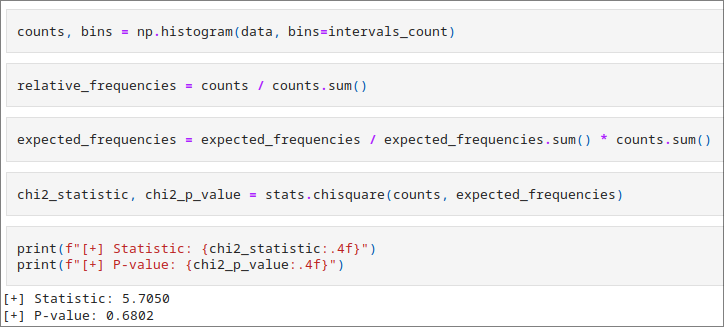 counts, bins = np.histogram(data, bins=intervals_count)
relative_frequencies = counts / counts.sum()
expected_frequencies = expected_frequencies / expected_frequencies.sum() * counts.sum()
chi2_statistic, chi2_p_value = stats.chisquare(counts, expected_frequencies)
print(f"[+] Statistic: {chi2_statistic:.4f}")
print(f"[+] P-value: {chi2_p_value:.4f}")
[+] Statistic: 5.7050
[+] P-value: 0.6802